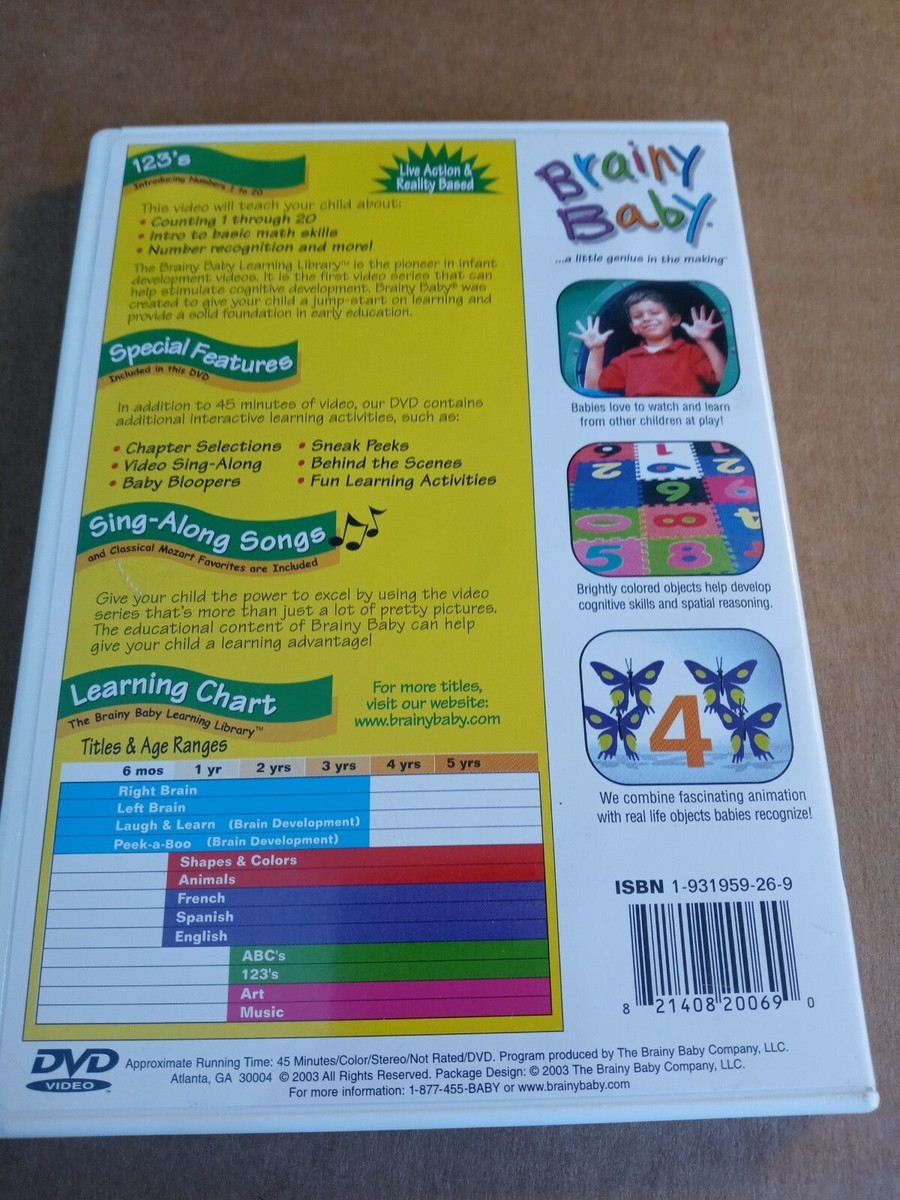 123's
Introducing Numbers 1 to 20
Live Action &
Reality Based
This video will teach your child about:
• Counting 1 through 20
• Intro to basic math skills
• Number recognition and more!
The Brainy Baby Learning Library™ is the pioneer in infant
development videos. It is the first video series that can
help stimulate cognitive development. Brainy Baby® was
created to give your child a jump-start on learning and
provide a solid foundation in early education.
Special Features
Included in this DVD
In addition to 45 minutes of video, our DVD contains
additional interactive learning activities, such as:
• Chapter Selections • Sneak Peeks
• Video Sing-Along • Behind the Scenes
• Baby Bloopers • Fun Learning Activities
Sing-Along Songs
and Classical Mozart Favorites are Included
Give your child the power to excel by using the video
series that's more than just a lot of pretty pictures.
The educational content of Brainy Baby can help
give your child a learning advantage!
Learning Chart
The Brainy Baby Learning Library™
For more titles,
visit our website:
www.brainybaby.com
Titles & Age Ranges
6 mos 1 yr 2 yrs 3 yrs 4 yrs 5 yrs
Right Brain
Left Brain
Laugh & Learn (Brain Development)
Peek-a-Boo (Brain Development)
Shapes & Colors
Animals
French
Spanish
English
ABC's
123's
Art
Music
Brainy
Baby®
...a little genius in the making™
Babies love to watch and learn
from other children at play!
6 1 1
2 6 2
6 6
0 8 4
5 8
Brightly colored objects help develop
cognitive skills and spatial reasoning.
4
We combine fascinating animation
with real life objects babies recognize!
ISBN 1-931959-26-9
8 21408 20069 0
DVD
VIDEO™
Approximate Running Time: 45 Minutes/Color/Stereo/Not Rated/DVD. Program produced by The Brainy Baby Company, LLC.
Atlanta, GA 30004 © 2003 All Rights Reserved. Package Design: © 2003 The Brainy Baby Company, LLC.
For more information: 1-877-455-BABY or www.brainybaby.com